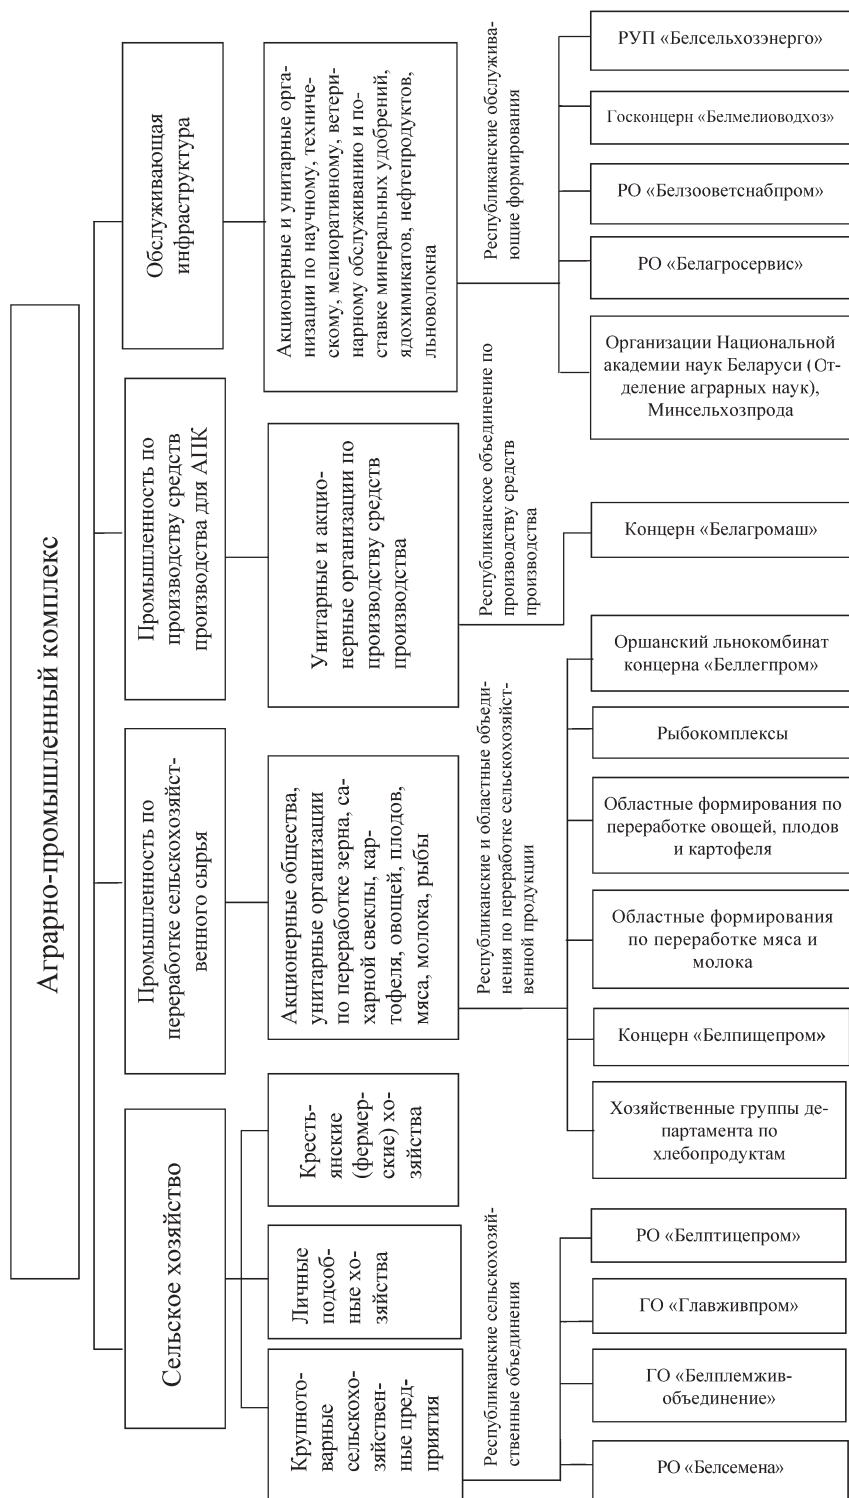 Аграрно-промышленный комплекс
Сельское хозяйство
Промышленность по
переработке сельскохозяйст-
венного сырья
Промышленность по
производству средств
производства для АПК
Обслуживающая
инфраструктура
Крупното-
варные
сельскохо-
зяйствен-
ные пред-
приятия
Личные
подсоб-
ные хо-
зяйства
Кресть-
янские
(фермер-
ские) хо-
зяйства
Акционерные общества,
унитарные организации
по переработке зерна, са-
харной свеклы, кар-
тофеля, овощей, плодов,
мяса, молока, рыбы
Унитарные и акцио-
нерные организации по
производству средств
производства
Акционерные и унитарные орга-
низации по научному, техниче-
скому, мелиоративному, ветери-
нарному обслуживанию и по-
ставке минеральных удобрений,
ядохимикатов, нефтепродуктов,
льноволокна
Республиканские сельскохозяй-
ственные объединения
Республиканские и областные объеди-
нения по переработке сельскохозяйст-
венной продукции
Республиканское объединение по
производству средств
производства
Республиканские обслужива-
ющие формирования
РУП «Белсельхозэнерго»
Госконцерн «Белмелиоводхоз»
РО «Белзооветснабпром»
РО «Белагросервис»
Организации Национальной
академии наук Беларуси (От-
деление аграрных наук),
Минсельхозпрода
Концерн «Белагромаш»
Оршанский льнокомбинат
концерна «Беллегпром»
Рыбокомплексы
Областные формирования по
переработке овощей, плодов
и картофеля
Областные формирования
по переработке мяса и
молока
Концерн «Белпищепром»
Хозяйственные группы де-
партамента по
хлебопродуктам
РО «Белптицепром»
ГО «Главживпром»
ГО «Белплемжив-
объединение»
РО «Белсемена»